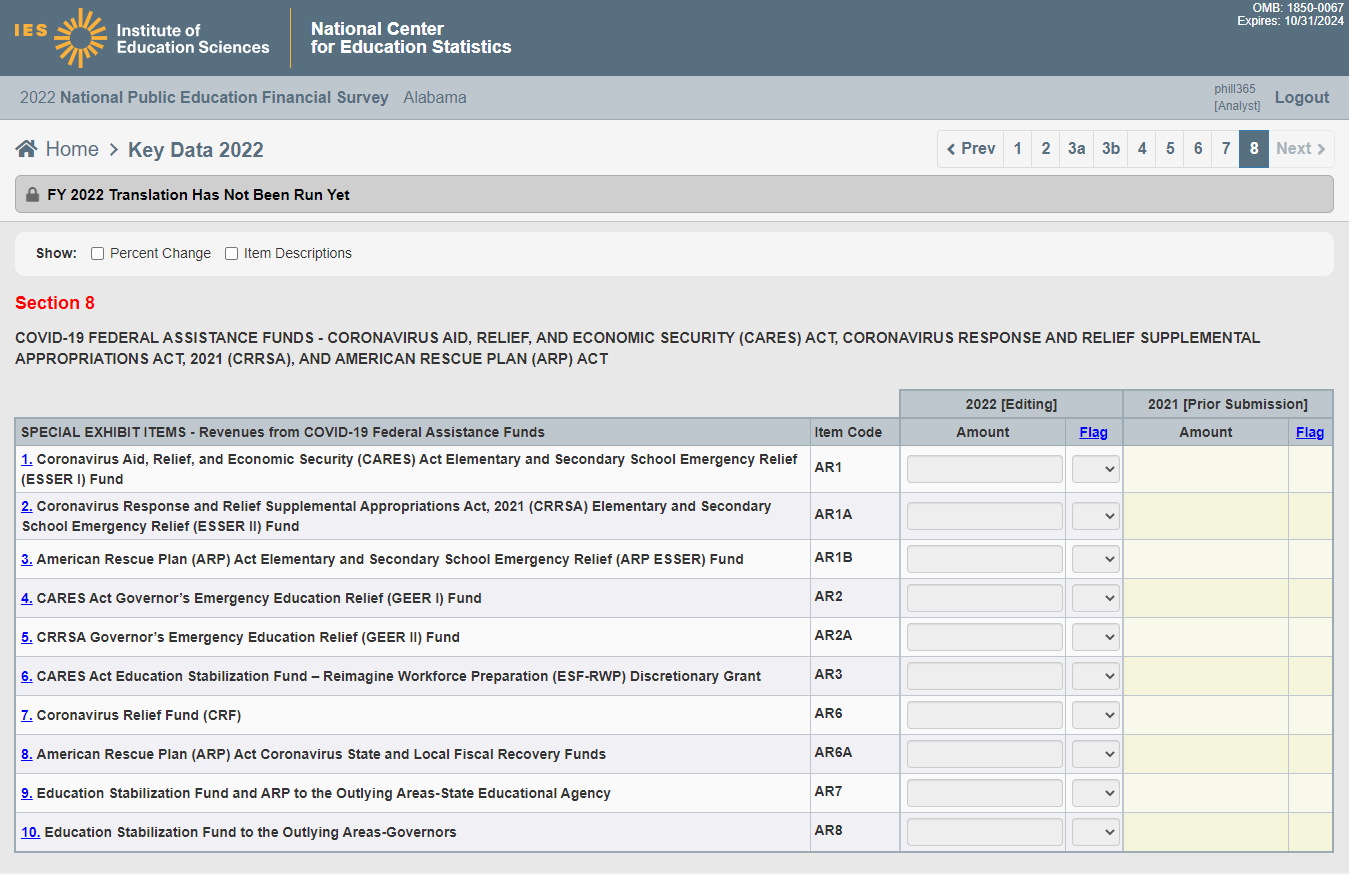 OMB: 1850-0067
Expires: 10/31/2024
IES
Institute of
Education Sciences
National Center
for Education Statistics
2022 National Public Education Financial Survey Alabama
phill365
[Analyst]
Logout
Home > Key Data 2022
Prev 1 2 3a 3b 4 5 6 7 8 Next
FY 2022 Translation Has Not Been Run Yet
Show: Percent Change Item Descriptions
Section 8
COVID-19 FEDERAL ASSISTANCE FUNDS - CORONAVIRUS AID, RELIEF, AND ECONOMIC SECURITY (CARES) ACT, CORONAVIRUS RESPONSE AND RELIEF SUPPLEMENTAL
APPROPRIATIONS ACT, 2021 (CRRSA), AND AMERICAN RESCUE PLAN (ARP) ACT
2022 [Editing] 2021 [Prior Submission]
SPECIAL EXHIBIT ITEMS - Revenues from COVID-19 Federal Assistance Funds Item Code Amount Flag Amount Flag
1. Coronavirus Aid, Relief, and Economic Security (CARES) Act Elementary and Secondary School Emergency Relief
(ESSER I) Fund
AR1
2. Coronavirus Response and Relief Supplemental Appropriations Act, 2021 (CRRSA) Elementary and Secondary
School Emergency Relief (ESSER II) Fund
AR1A
3. American Rescue Plan (ARP) Act Elementary and Secondary School Emergency Relief (ARP ESSER) Fund AR1B
4. CARES Act Governor’s Emergency Education Relief (GEER I) Fund AR2
5. CRRSA Governor’s Emergency Education Relief (GEER II) Fund AR2A
6. CARES Act Education Stabilization Fund – Reimagine Workforce Preparation (ESF-RWP) Discretionary Grant AR3
7. Coronavirus Relief Fund (CRF) AR6
8. American Rescue Plan (ARP) Act Coronavirus State and Local Fiscal Recovery Funds AR6A
9. Education Stabilization Fund and ARP to the Outlying Areas-State Educational Agency AR7
10. Education Stabilization Fund to the Outlying Areas-Governors AR8